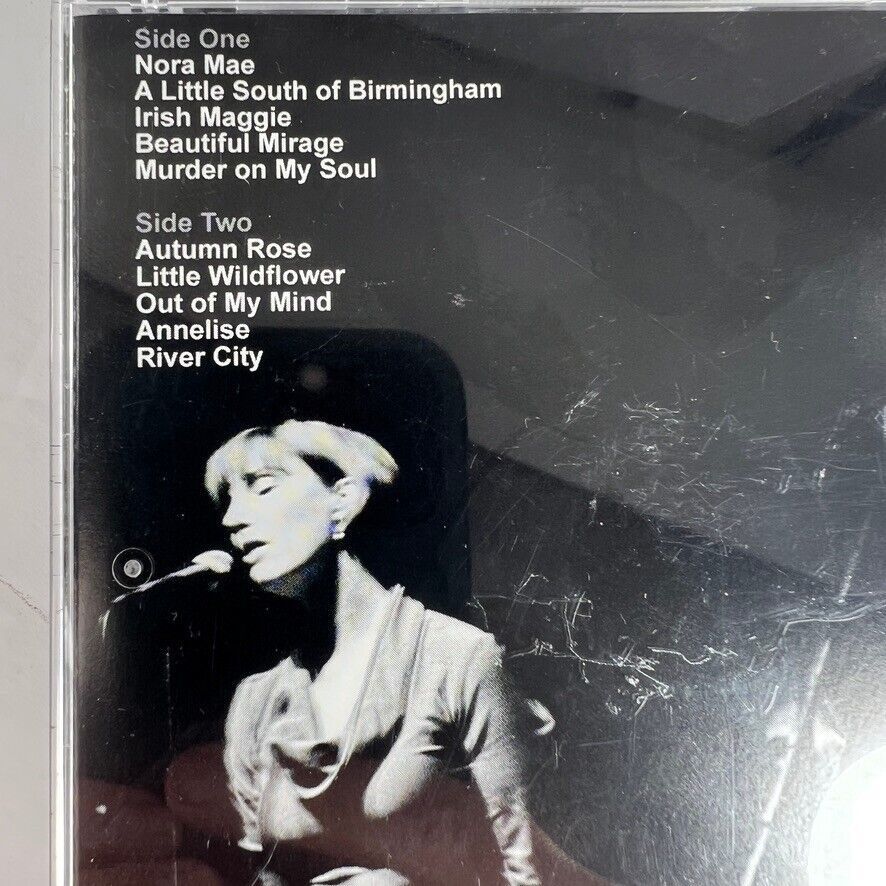 Side One
Nora Mae
A Little South of Birmingham
Irish Maggie
Beautiful Mirage
Murder on My Soul
Side Two
Autumn Rose
Little Wildflower
Out of My Mind
Annelise
River City